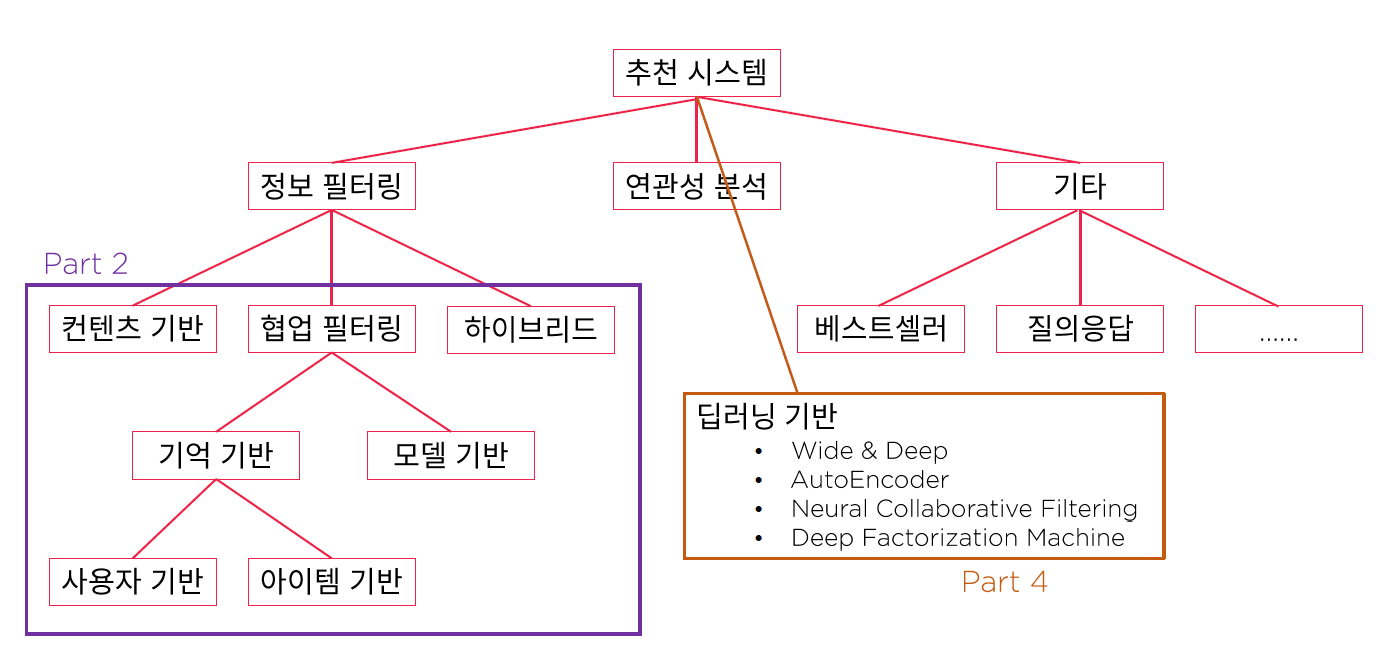 추천 시스템
정보 필터링
연관성 분석
기타
Part 2
컨텐츠 기반
협업 필터링
하이브리드
베스트셀러
질의응답
......
기억 기반
모델 기반
사용자 기반
아이템 기반
딥러닝 기반
• Wide & Deep
• AutoEncoder
• Neural Collaborative Filtering
• Deep Factorization Machine
Part 4